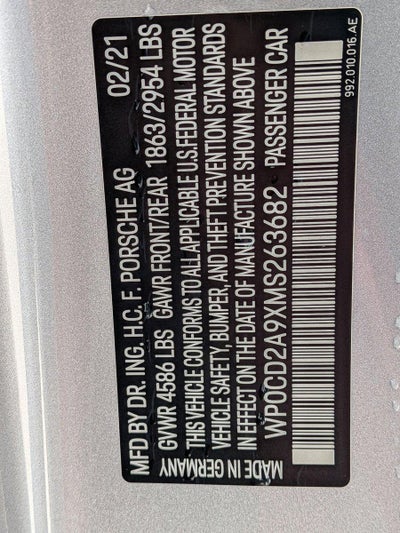 MFD BY DR. ING. H.C. F. PORSCHE AG 02/21
GVWR 4586 LBS GAWR FRONT/REAR 1863/2954 LBS
THIS VEHICLE CONFORMS TO ALL APPLICABLE U.S. FEDERAL MOTOR
VEHICLE SAFETY, BUMPER, AND THEFT PREVENTION STANDARDS
IN EFFECT ON THE DATE OF MANUFACTURE SHOWN ABOVE
WP0CD2A9XMS263682 PASSENGER CAR
MADE IN GERMANY
992.010.016.AE